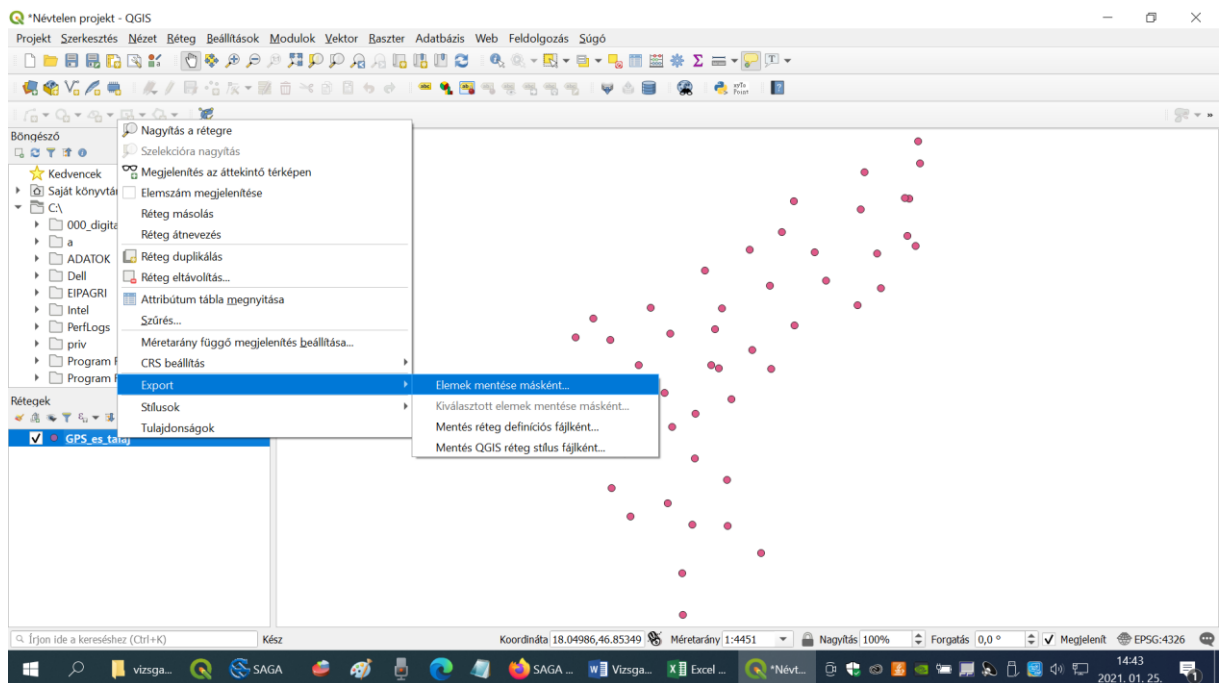 *Névtelen projekt - QGIS
Projekt Szerkesztés Nézet Réteg Beállítások Modulok Vektor Raszter Adatbázis Web Feldolgozás Súgó
Böngésző
Kedvencek
Saját könyvtár
C:\
000_digita
a
ADATOK
Dell
EIPAGRI
Intel
PerfLogs
priv
Program F
Program F
Rétegek
GPS_es_talaj
Nagyítás a rétegre
Szelekcióra nagyítás
Megjelenítés az áttekintő térképen
Elemszám megjelenítése
Réteg másolás
Réteg átnevezés
Réteg duplikálás
Réteg eltávolítás...
Attribútum tábla megnyitása
Szűrés...
Méretarány függő megjelenítés beállítása...
CRS beállítás
Export
Stílusok
Tulajdonságok
Elemek mentése másként...
Kiválasztott elemek mentése másként...
Mentés réteg definíciós fájlként...
Mentés QGIS réteg stílus fájlként...
Írjon ide a kereséshez (Ctrl+K) Kész Koordináta 18.04986,46.85349 Méretarány 1:4451 Nagyítás 100% Forgatás 0,0 ° Megjelenít EPSG:4326
vizsga... SAGA SAGA ... Vizsga... Excel ... *Névt... 14:43
2021. 01. 25.